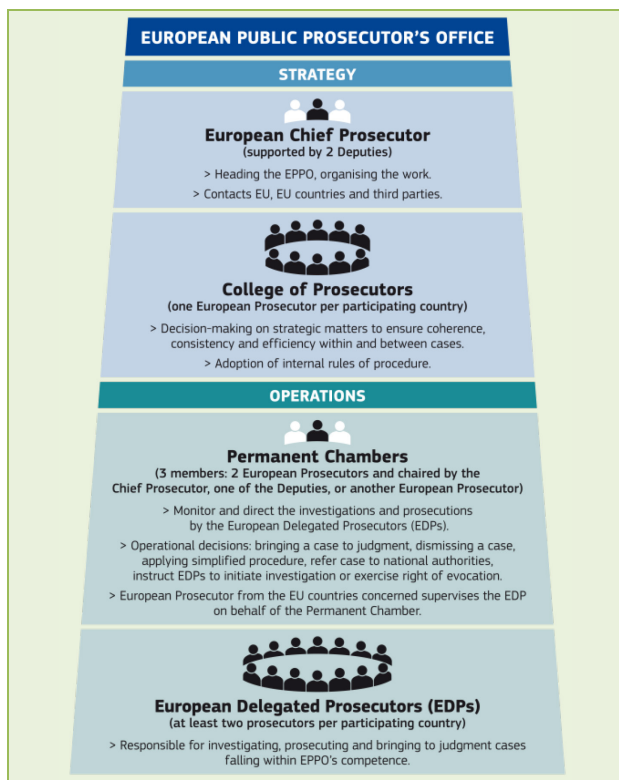 EUROPEAN PUBLIC PROSECUTOR'S OFFICE
STRATEGY
European Chief Prosecutor
(supported by 2 Deputies)
> Heading the EPPO, organising the work.
> Contacts EU, EU countries and third parties.
College of Prosecutors
(one European Prosecutor per participating country)
> Decision-making on strategic matters to ensure coherence,
consistency and efficiency within and between cases.
> Adoption of internal rules of procedure.
OPERATIONS
Permanent Chambers
(3 members: 2 European Prosecutors and chaired by the
Chief Prosecutor, one of the Deputies, or another European Prosecutor)
> Monitor and direct the investigations and prosecutions
by the European Delegated Prosecutors (EDPs).
> Operational decisions: bringing a case to judgment, dismissing a case,
applying simplified procedure, refer case to national authorities,
instruct EDPs to initiate investigation or exercise right of evocation.
> European Prosecutor from the EU countries concerned supervises the EDP
on behalf of the Permanent Chamber.
European Delegated Prosecutors (EDPs)
(at least two prosecutors per participating country)
> Responsible for investigating, prosecuting and bringing to judgment cases
falling within EPPO's competence.